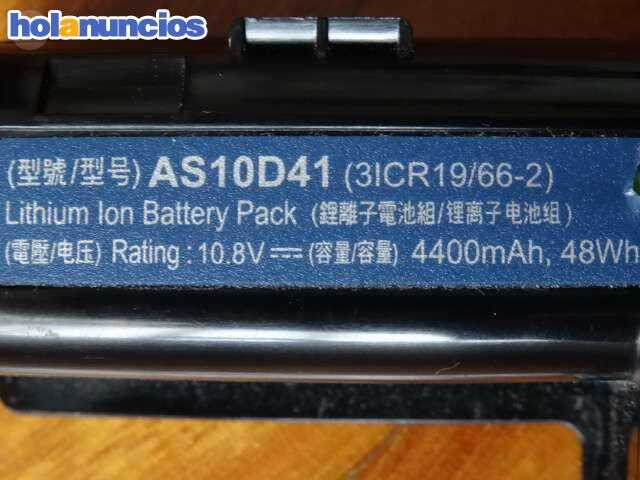 holanuncios
(型號/型号) AS10D41 (3ICR19/66-2)
Lithium Ion Battery Pack (鋰離子電池組/锂离子电池组)
(電壓/电压) Rating : 10.8V⎓ (容量/容量) 4400mAh, 48Wh